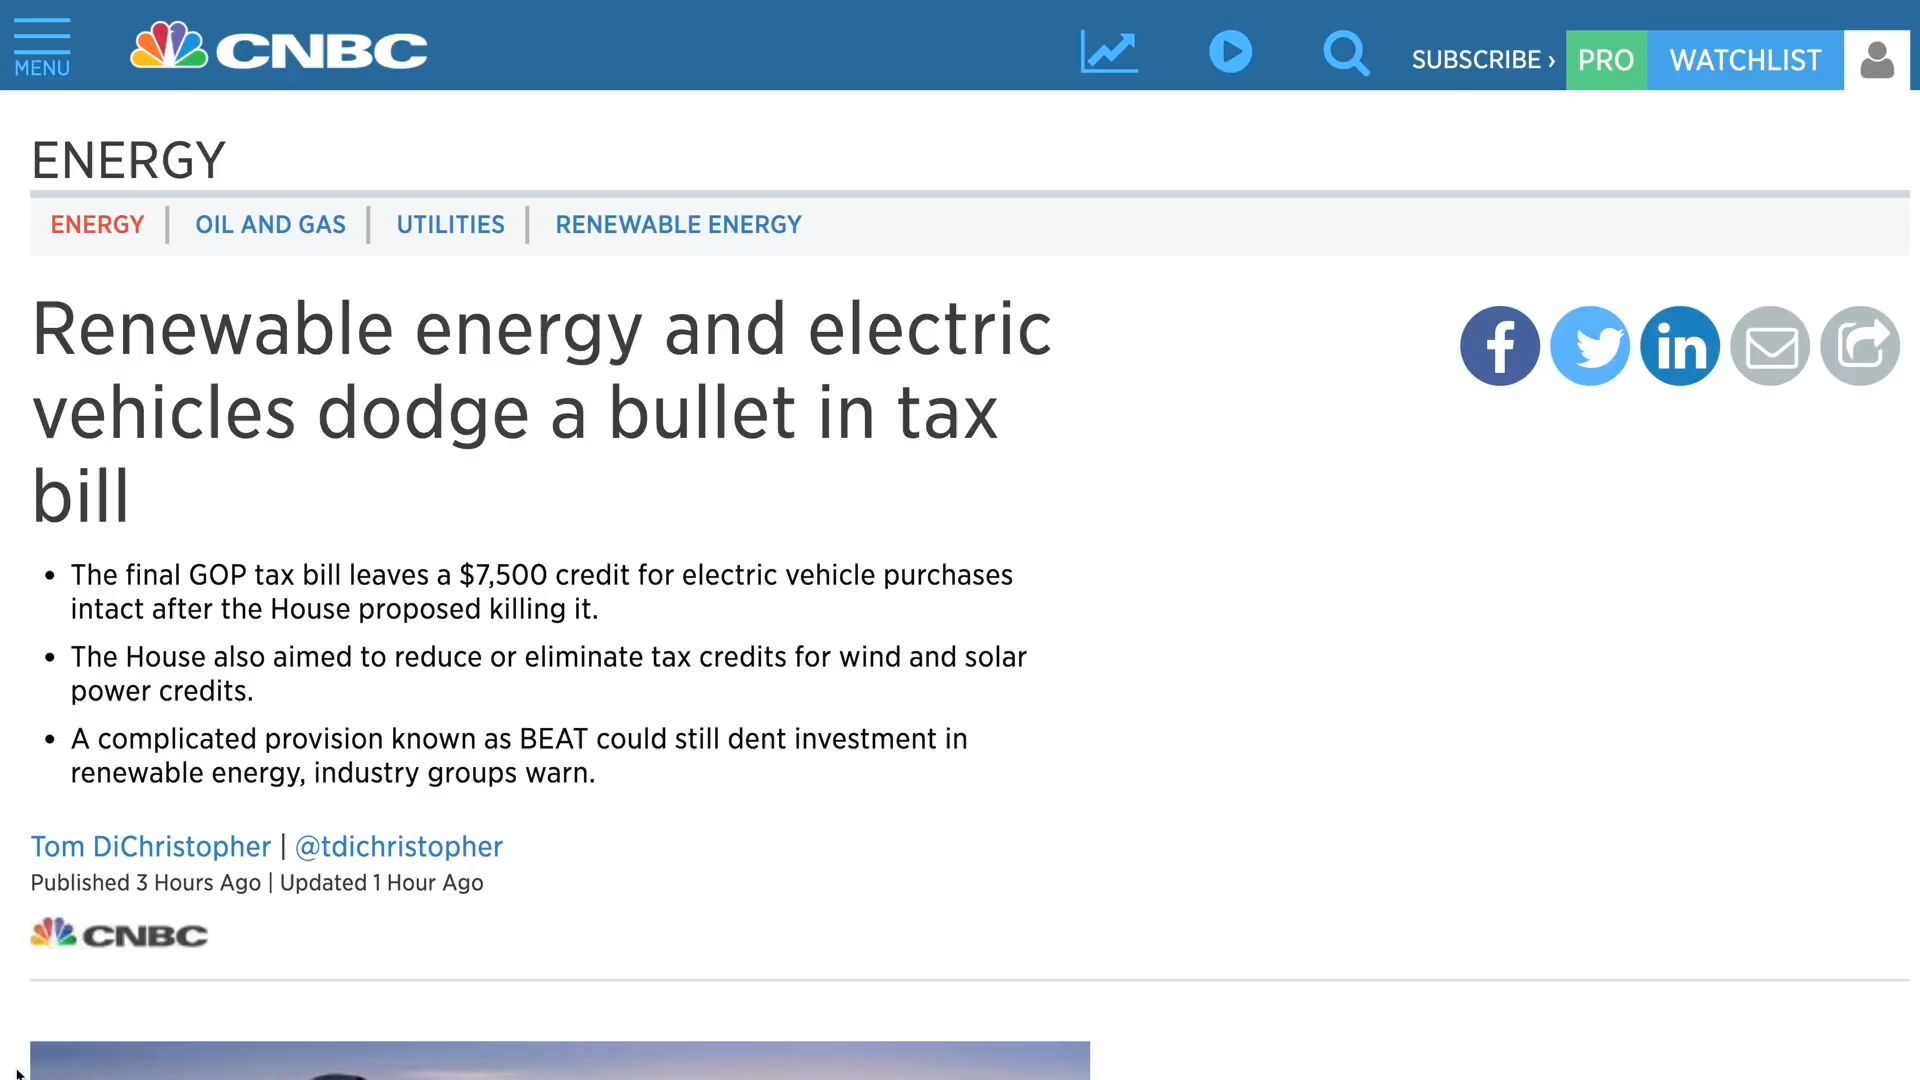 MENU
CNBC
SUBSCRIBE ›
PRO
WATCHLIST
ENERGY
ENERGY | OIL AND GAS | UTILITIES | RENEWABLE ENERGY
Renewable energy and electric
vehicles dodge a bullet in tax
bill
• The final GOP tax bill leaves a $7,500 credit for electric vehicle purchases
intact after the House proposed killing it.
• The House also aimed to reduce or eliminate tax credits for wind and solar
power credits.
• A complicated provision known as BEAT could still dent investment in
renewable energy, industry groups warn.
Tom DiChristopher | @tdichristopher
Published 3 Hours Ago | Updated 1 Hour Ago
CNBC